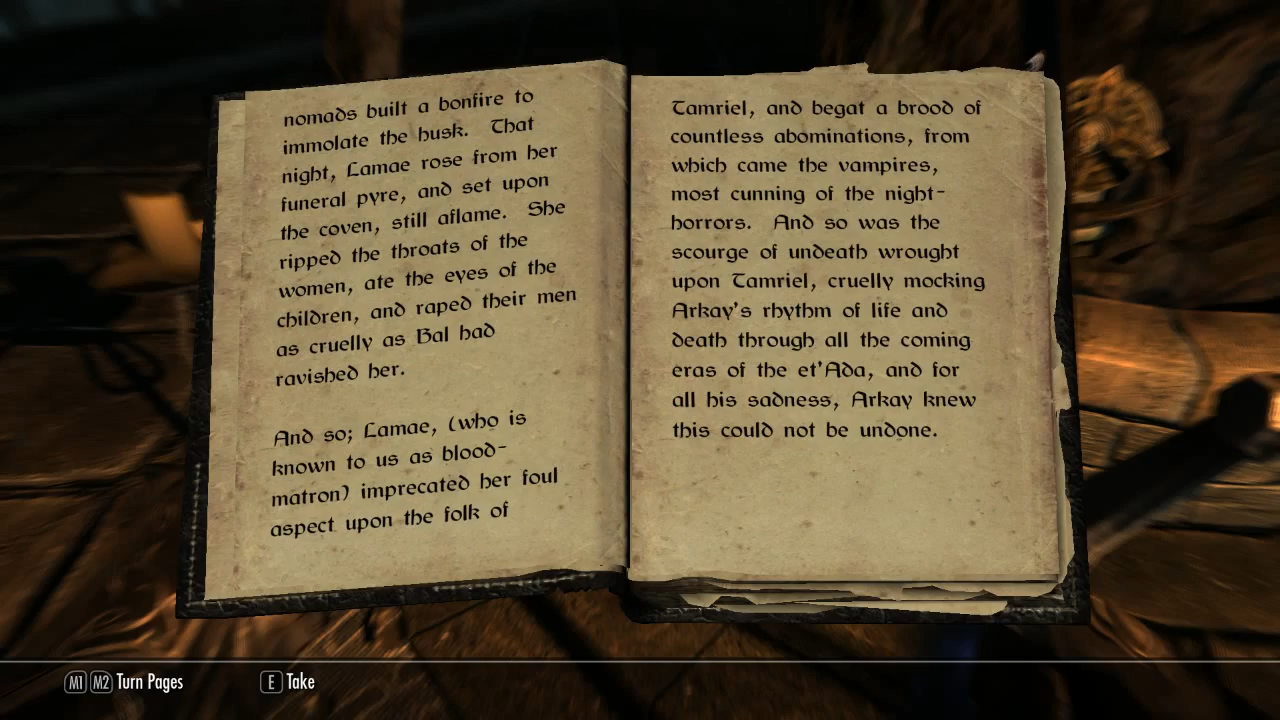 nomads built a bonfire to
immolate the husk. That
night, Lamae rose from her
funeral pyre, and set upon
the coven, still aflame. She
ripped the throats of the
women, ate the eyes of the
children, and raped their men
as cruelly as Bal had
ravished her.
And so; Lamae, (who is
known to us as blood-
matron) imprecated her foul
aspect upon the folk of
Tamriel, and begat a brood of
countless abominations, from
which came the vampires,
most cunning of the night-
horrors. And so was the
scourge of undeath wrought
upon Tamriel, cruelly mocking
Arkay's rhythm of life and
death through all the coming
eras of the et'Ada, and for
all his sadness, Arkay knew
this could not be undone.
M1 M2 Turn Pages
E Take